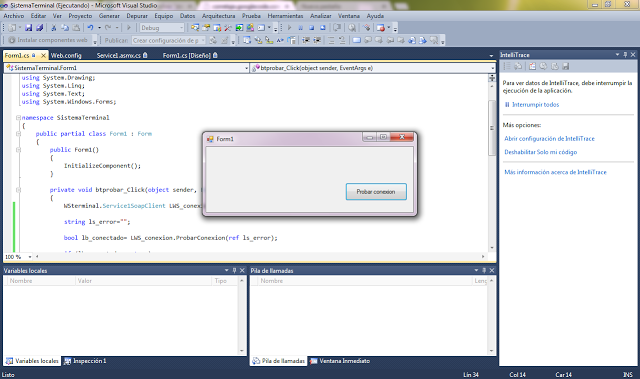 SistemaTerminal (Ejecutando) - Microsoft Visual Studio
Archivo Editar Ver Proyecto Generar Depurar Equipo Datos Arquitectura Prueba Herramientas Analizar Ventana Ayuda
Debug
Instalar componentes web Publicar: Cree configuración de p
Form1.cs Web.config Service1.asmx.cs Form1.cs [Diseño]
SistemaTerminal.Form1 btprobar_Click(object sender, EventArgs e)
using System.Drawing;
using System.Linq;
using System.Text;
using System.Windows.Forms;
namespace SistemaTerminal
{
public partial class Form1 : Form
{
public Form1()
{
InitializeComponent();
}
private void btprobar_Click(object sender,
{
WSterminal.Service1SoapClient LWS_conex
string ls_error="";
bool lb_conectado= LWS_conexion.ProbarConexion(ref ls_error);
100 %
Form1
Probar conexion
IntelliTrace
Para ver datos de IntelliTrace, debe interrumpir la
ejecución de la aplicación.
Interrumpir todos
Más opciones:
Abrir configuración de IntelliTrace
Deshabilitar Solo mi código
Más información acerca de IntelliTrace
Variables locales
Nombre Valor Tipo
Variables locales Inspección 1
Pila de llamadas
Nombre Leng
Pila de llamadas Ventana Inmediato
Listo Lín 34 Col 14 Car 14 INS